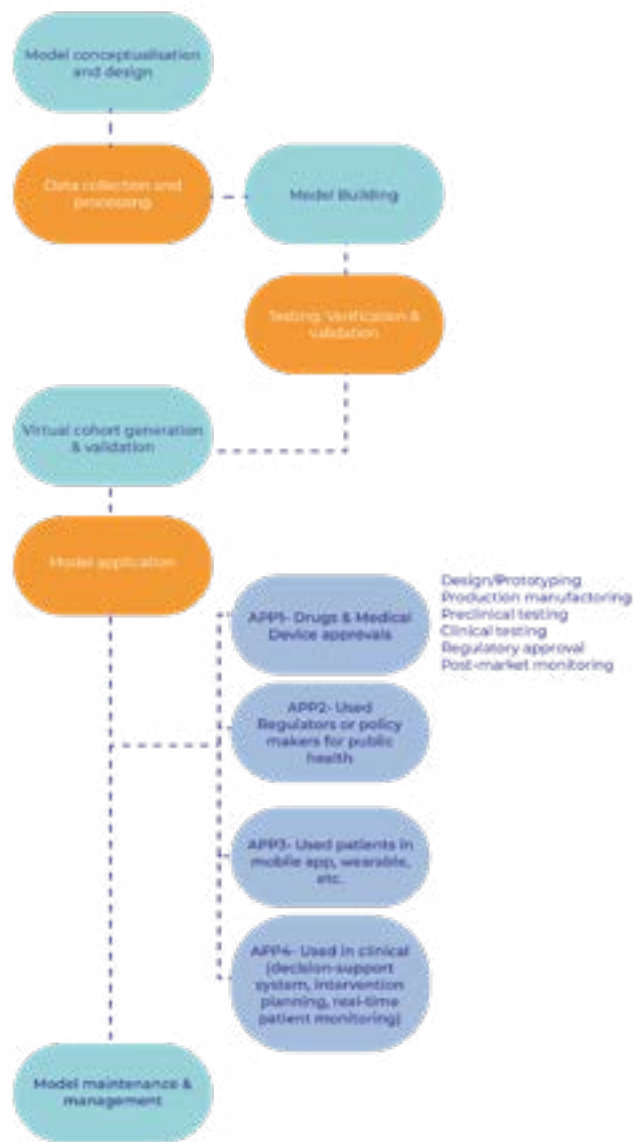 Model conceptualisation
and design
Data collection and
processing
Model Building
Testing, Verification &
validation
Virtual cohort generation
& validation
Model application
APP1- Drugs & Medical
Device approvals
Design/Prototyping
Production manufactoring
Preclinical testing
Clinical testing
Regulatory approval
Post-market monitoring
APP2- Used
Regulators or policy
makers for public
health
APP3- Used patients in
mobile app, wearable,
etc.
APP4- Used in clinical
(decision-support
system, intervention
planning, real-time
patient monitoring)
Model maintenance &
management